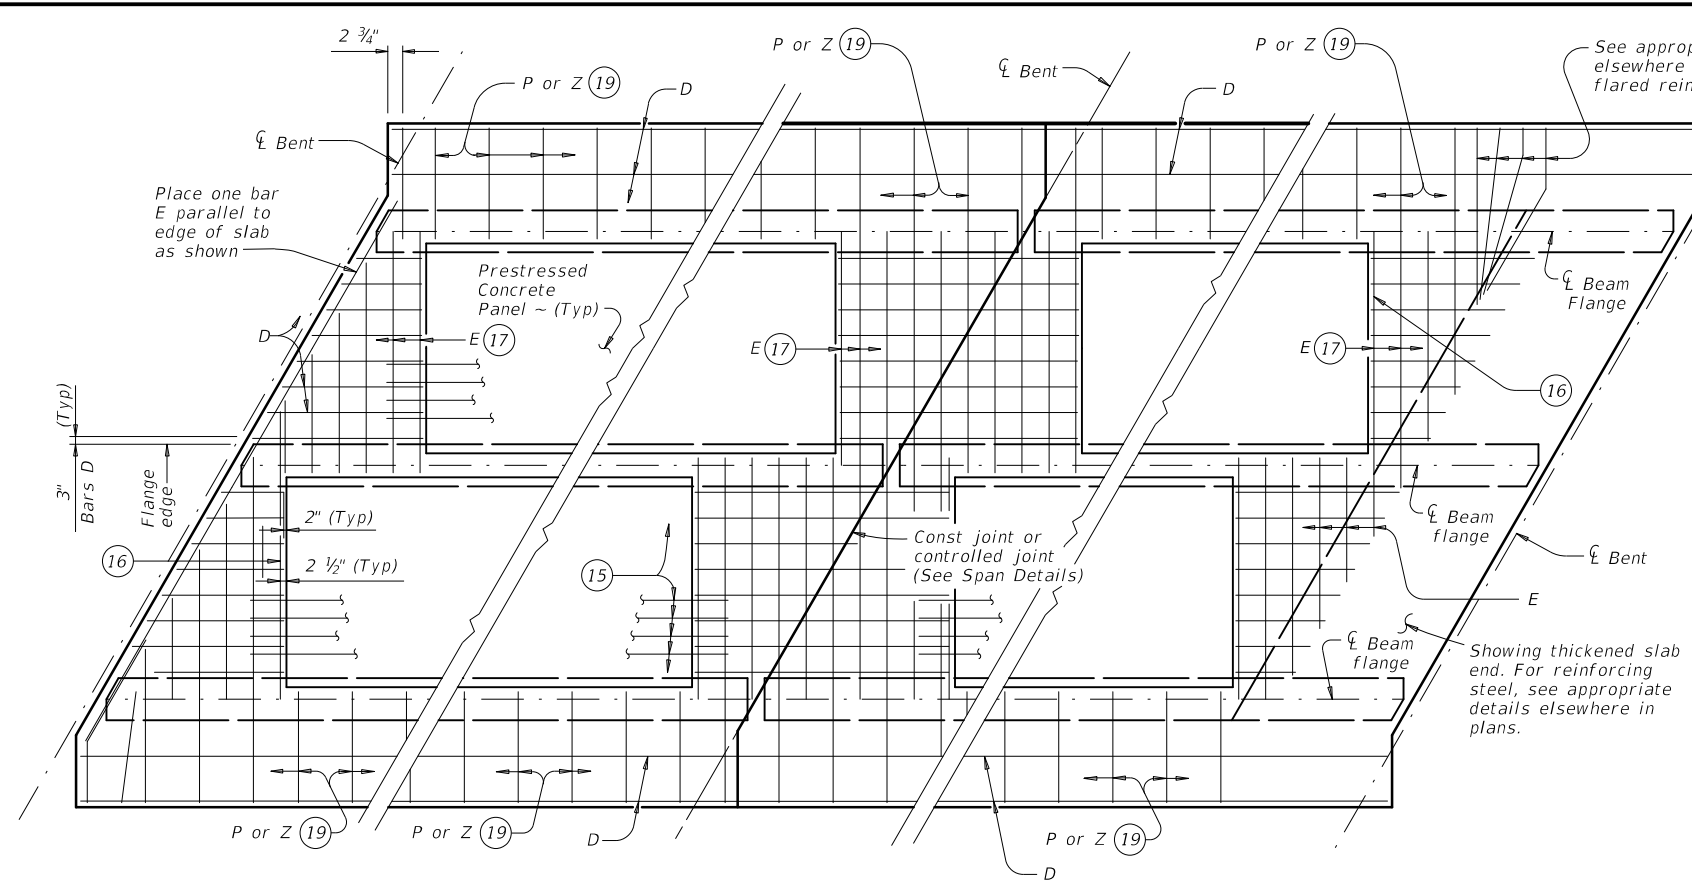 2 ¾"
P or Z 19
D
P or Z 19
℄ Bent
P or Z 19
D
See approp
elsewhere
flared rein
℄ Bent
Place one bar
E parallel to
edge of slab
as shown
Prestressed
Concrete
Panel ~ (Typ)
℄ Beam
Flange
D
E 17
E 17
E 17
16
(Typ)
3"
Bars D
Flange
edge
2" (Typ)
16
2 ½" (Typ)
15
Const joint or
controlled joint
(See Span Details)
℄ Beam
flange
℄ Bent
E
℄ Beam
flange
Showing thickened slab
end. For reinforcing
steel, see appropriate
details elsewhere in
plans.
P or Z 19
P or Z 19
D
P or Z 19
D